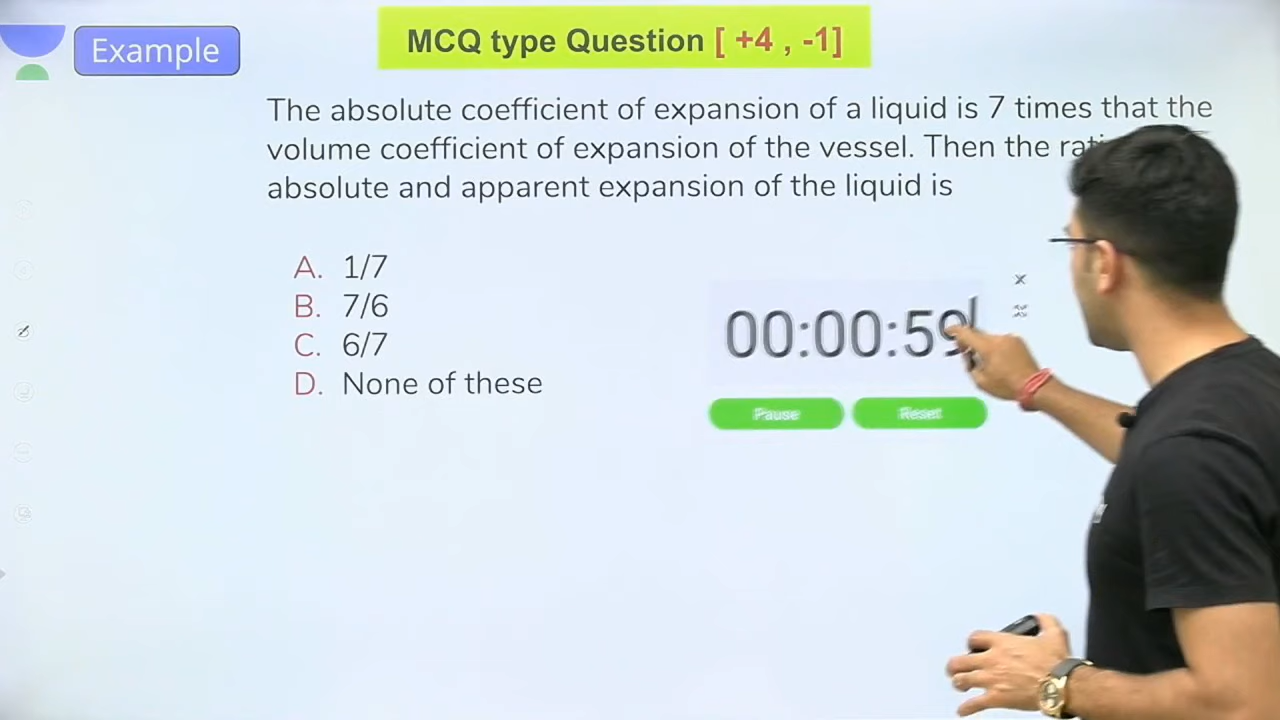 Example
MCQ type Question [ +4 , -1]
The absolute coefficient of expansion of a liquid is 7 times that the
volume coefficient of expansion of the vessel. Then the
absolute and apparent expansion of the liquid is
A. 1/7
B. 7/6
C. 6/7
D. None of these
00:00:59
Pause
Reset